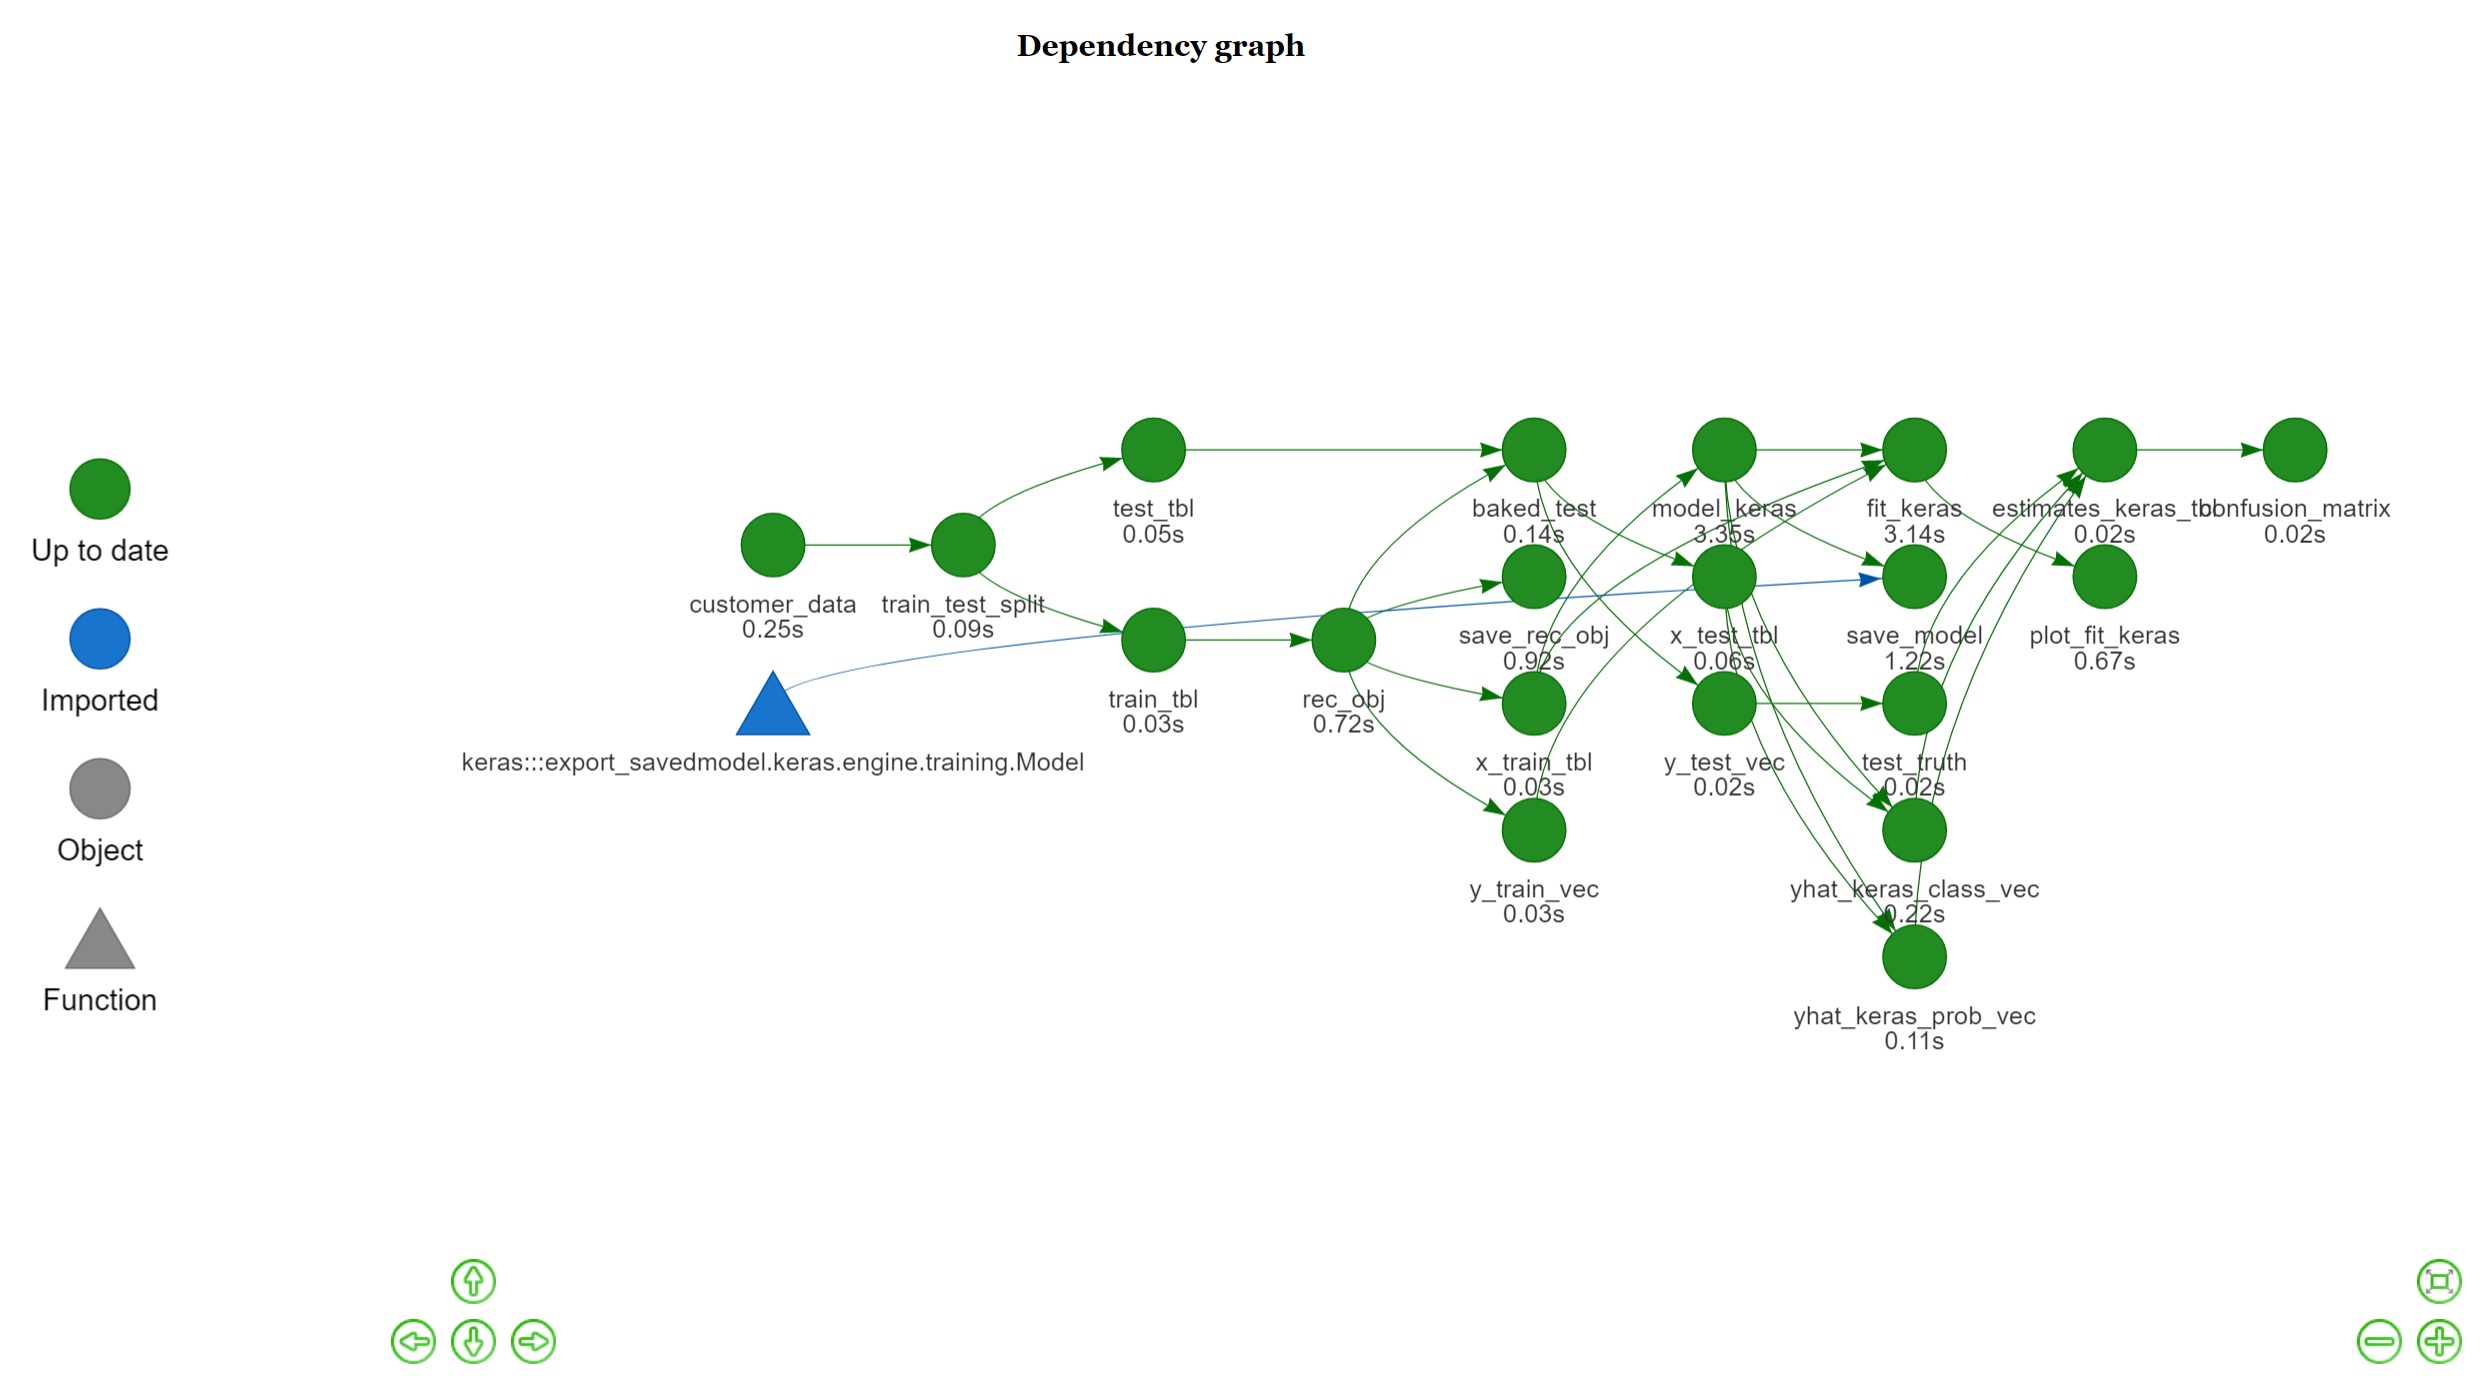 Dependency graph
Up to date
Imported
Object
Function
customer_data
0.25s
keras:::export_savedmodel.keras.engine.training.Model
train_test_split
0.09s
test_tbl
0.05s
train_tbl
0.03s
rec_obj
0.72s
baked_test
0.14s
save_rec_obj
0.92s
x_train_tbl
0.03s
y_train_vec
0.03s
model_keras
3.35s
x_test_tbl
0.06s
y_test_vec
0.02s
fit_keras
3.14s
save_model
1.22s
test_truth
0.02s
yhat_keras_class_vec
0.22s
yhat_keras_prob_vec
0.11s
estimates_keras_tbl
0.02s
plot_fit_keras
0.67s
confusion_matrix
0.02s